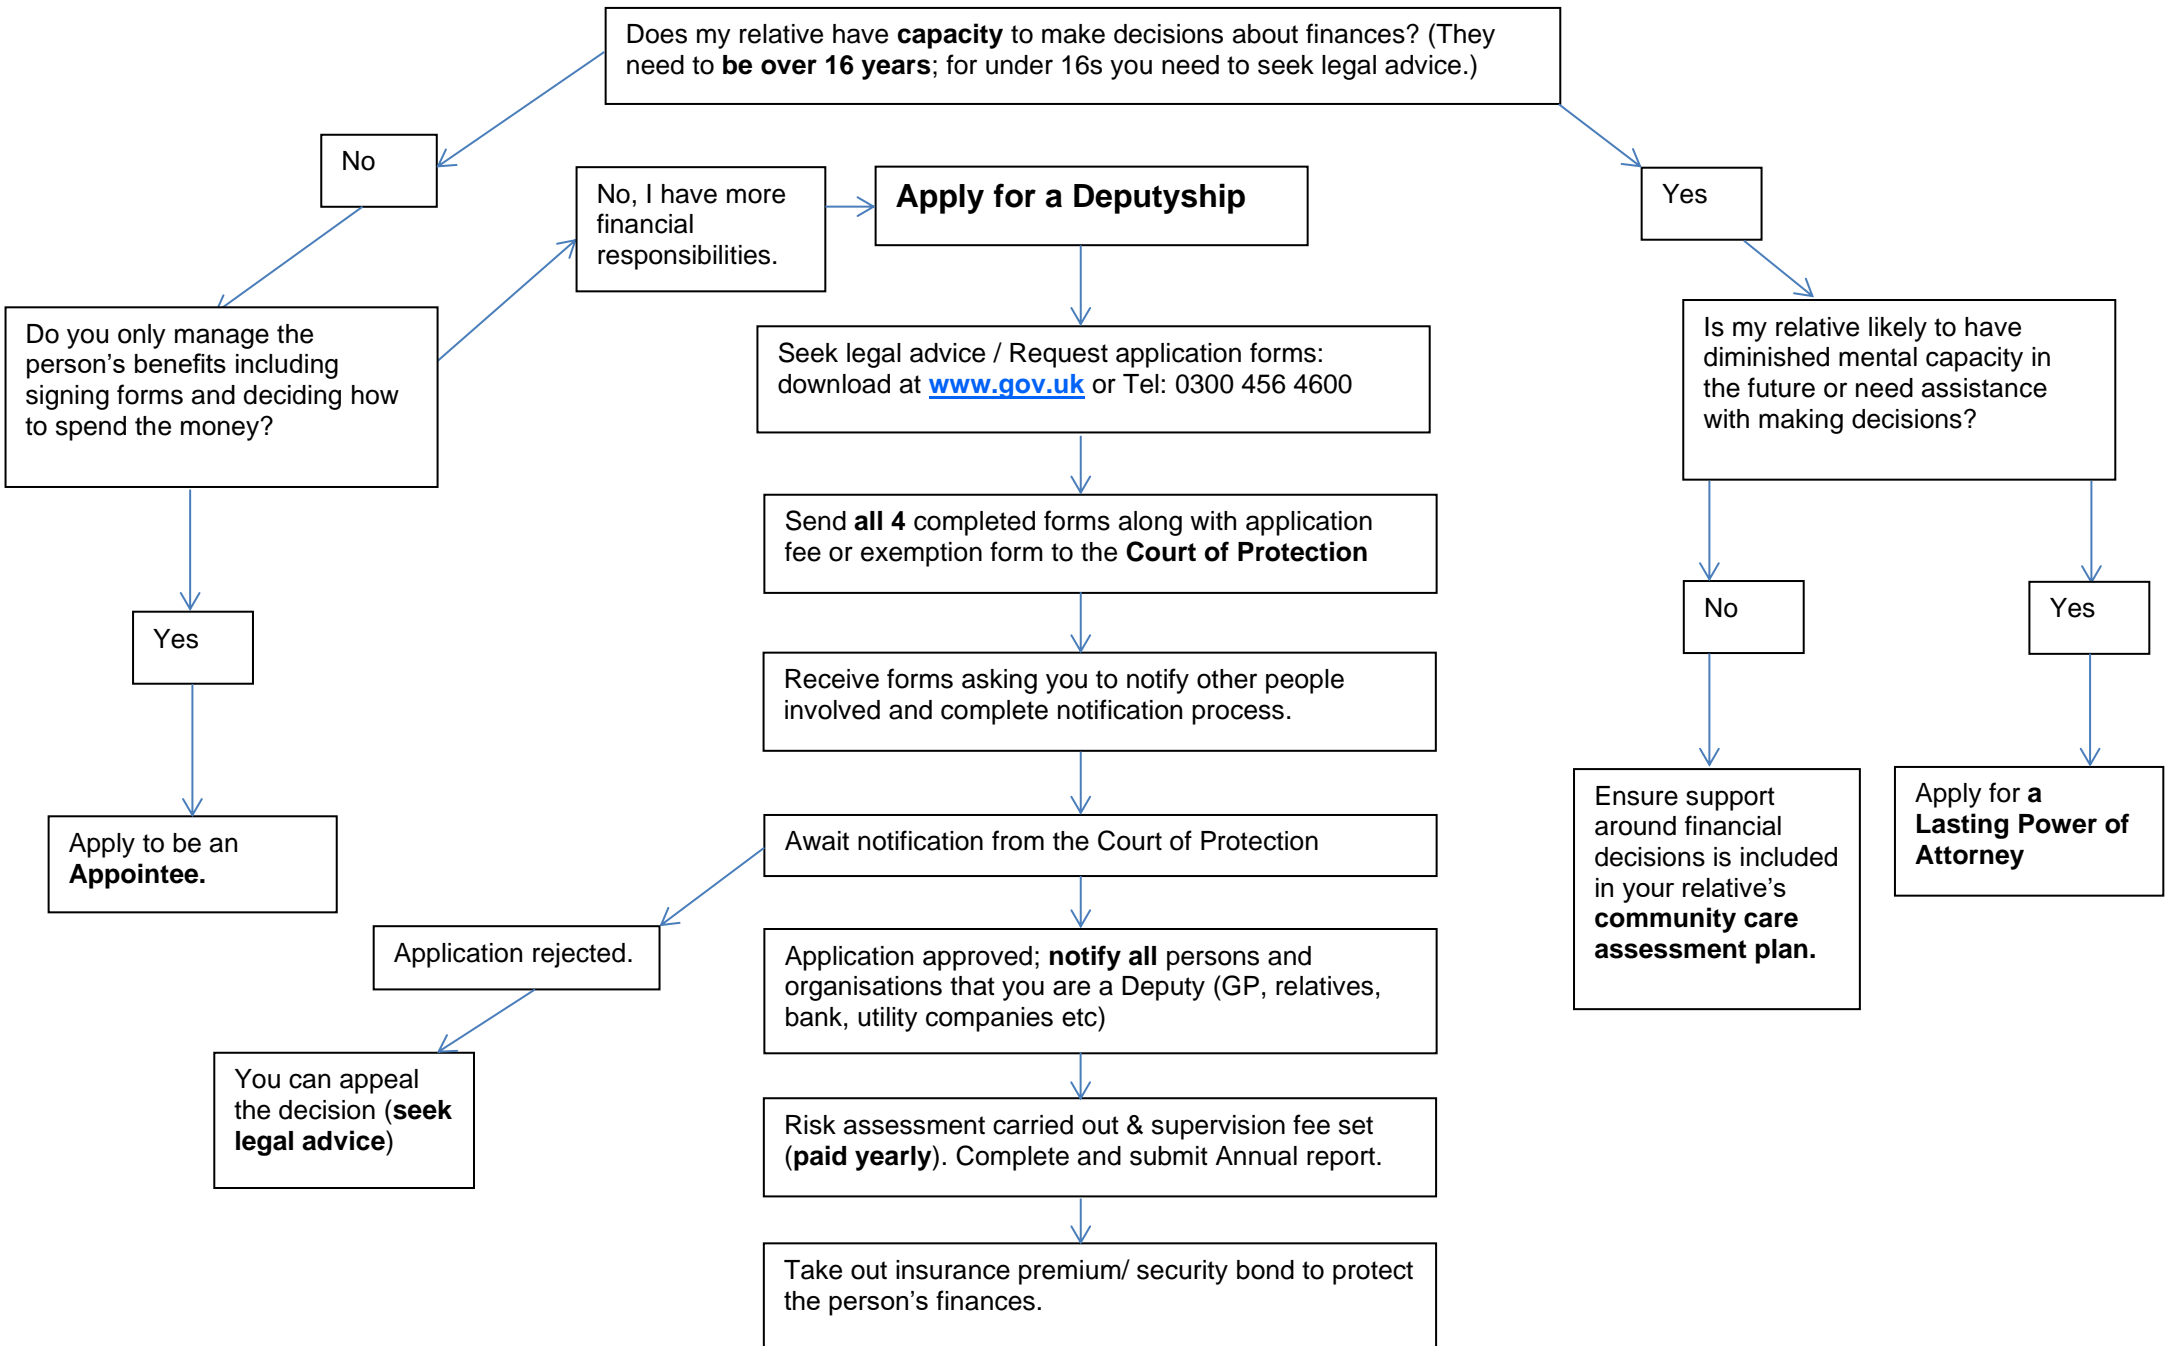 Does my relative have capacity to make decisions about finances? (They
need to be over 16 years; for under 16s you need to seek legal advice.)
No
No, I have more
financial
responsibilities.
Apply for a Deputyship
Yes
Do you only manage the
person’s benefits including
signing forms and deciding how
to spend the money?
Seek legal advice / Request application forms:
download at www.gov.uk or Tel: 0300 456 4600
Is my relative likely to have
diminished mental capacity in
the future or need assistance
with making decisions?
Send all 4 completed forms along with application
fee or exemption form to the Court of Protection
Yes
No
Yes
Receive forms asking you to notify other people
involved and complete notification process.
Apply to be an
Appointee.
Await notification from the Court of Protection
Ensure support
around financial
decisions is included
in your relative’s
community care
assessment plan.
Apply for a
Lasting Power of
Attorney
Application rejected.
Application approved; notify all persons and
organisations that you are a Deputy (GP, relatives,
bank, utility companies etc)
You can appeal
the decision (seek
legal advice)
Risk assessment carried out & supervision fee set
(paid yearly). Complete and submit Annual report.
Take out insurance premium/ security bond to protect
the person’s finances.